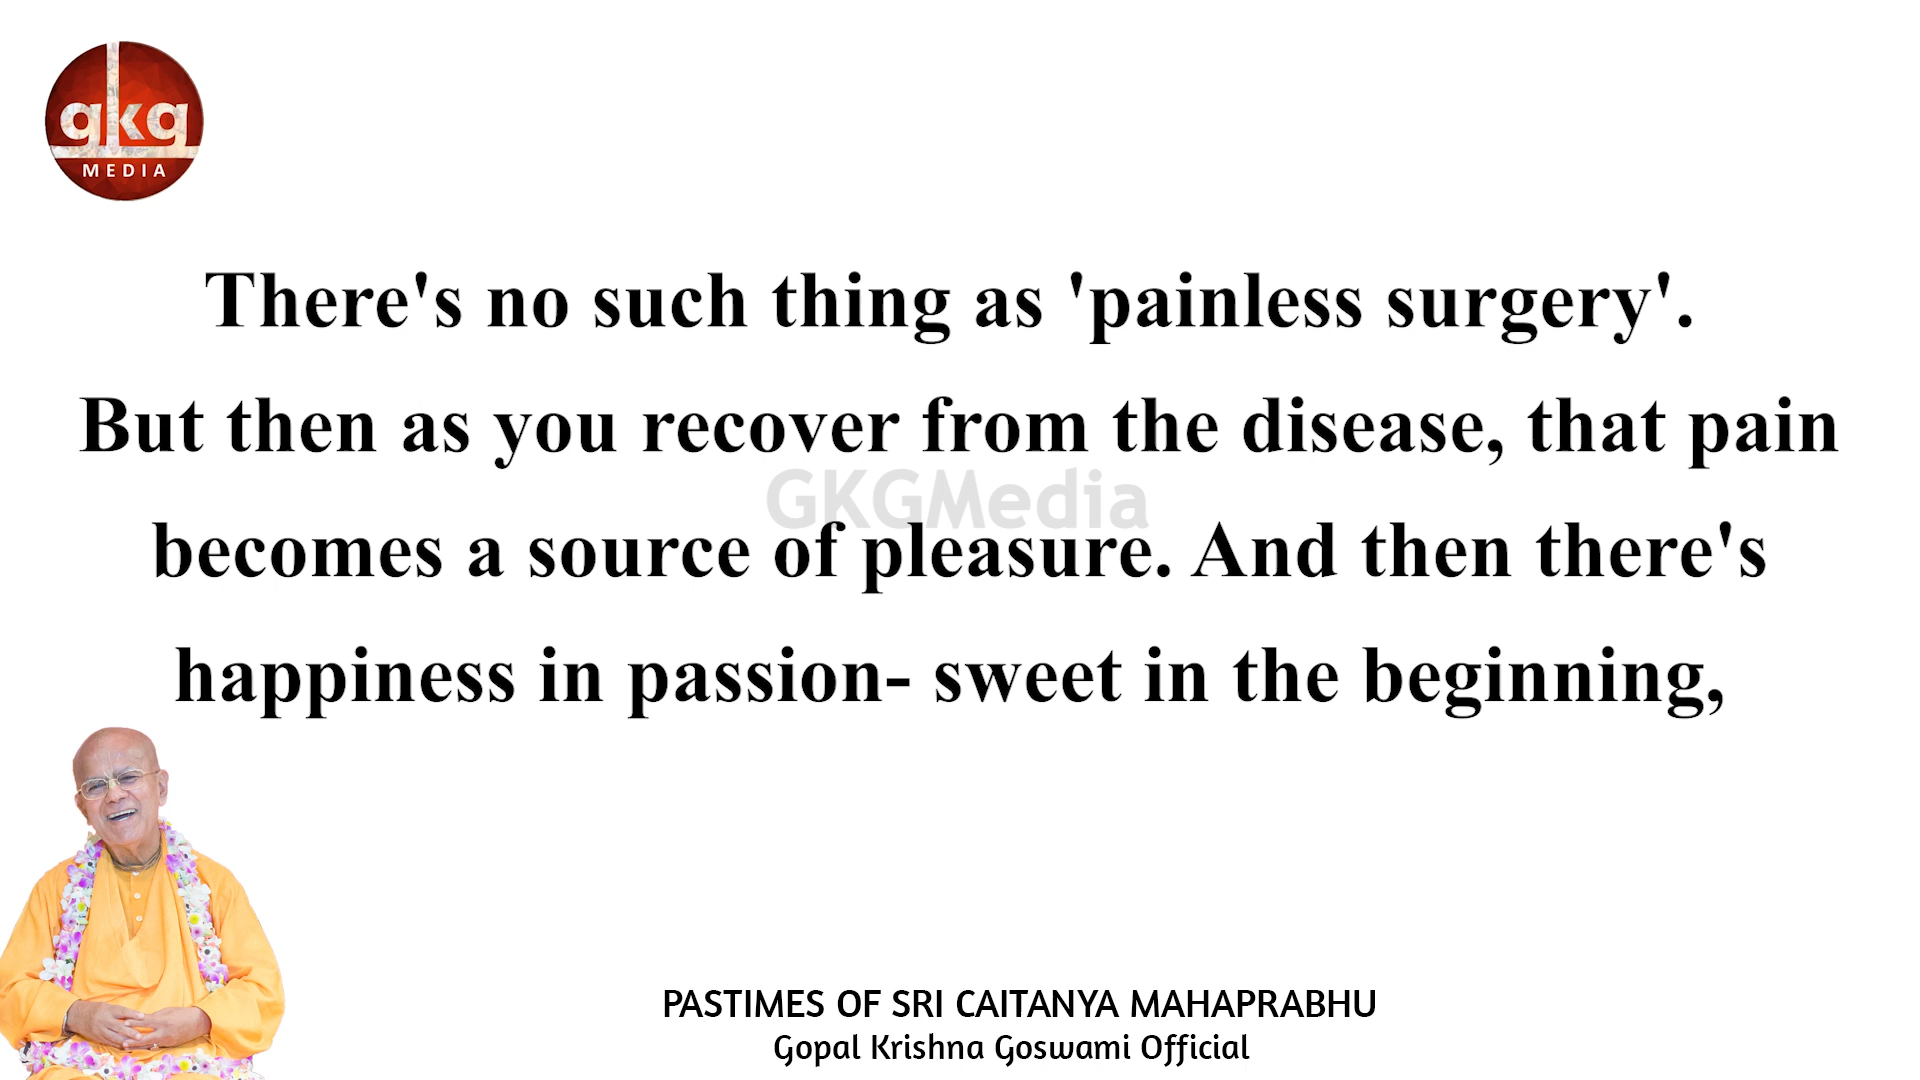 gkg
MEDIA
There's no such thing as 'painless surgery'.
But then as you recover from the disease, that pain
GKGMedia
becomes a source of pleasure. And then there's
happiness in passion- sweet in the beginning,
PASTIMES OF SRI CAITANYA MAHAPRABHU
Gopal Krishna Goswami Official